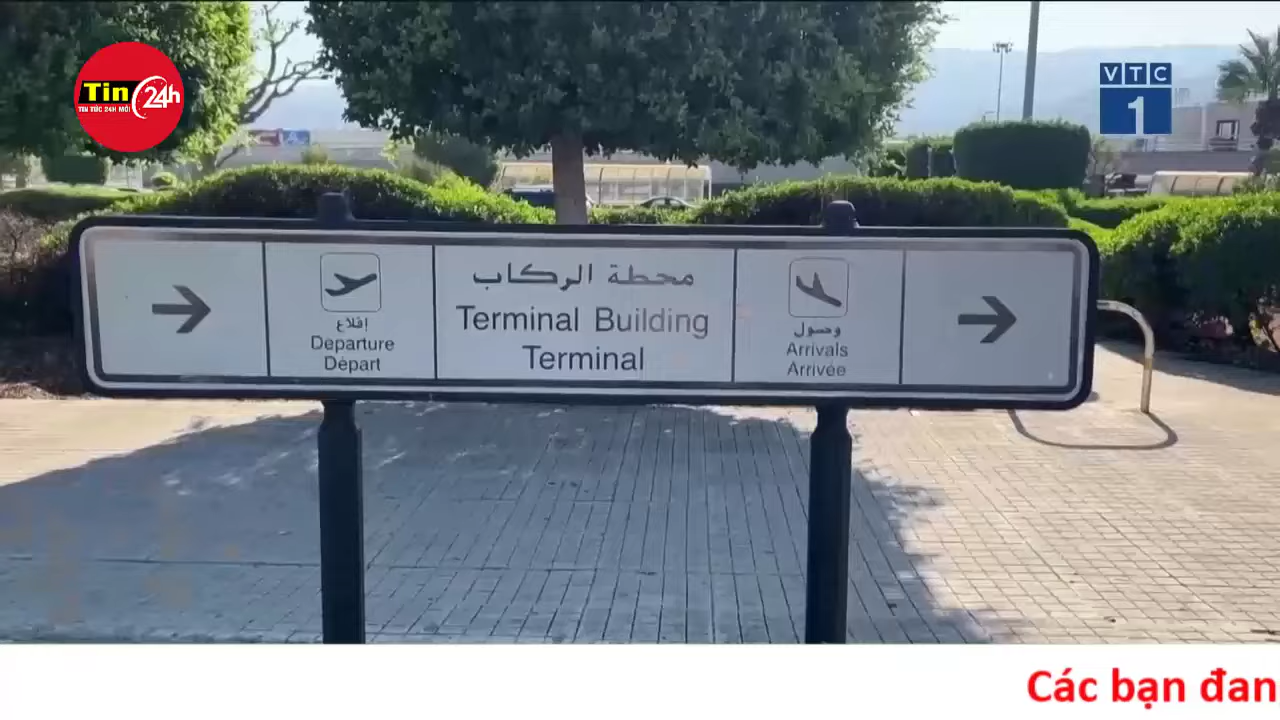 Tin 24h
TIN TỨC 24H MỚI
VTC
1
إقلاع
Departure
Départ
محطة الركاب
Terminal Building
Terminal
وصول
Arrivals
Arrivée
Các bạn đan